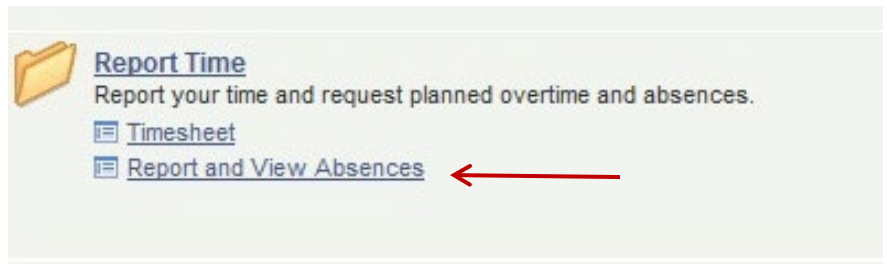 Report Time
Report your time and request planned overtime and absences.
Timesheet
Report and View Absences